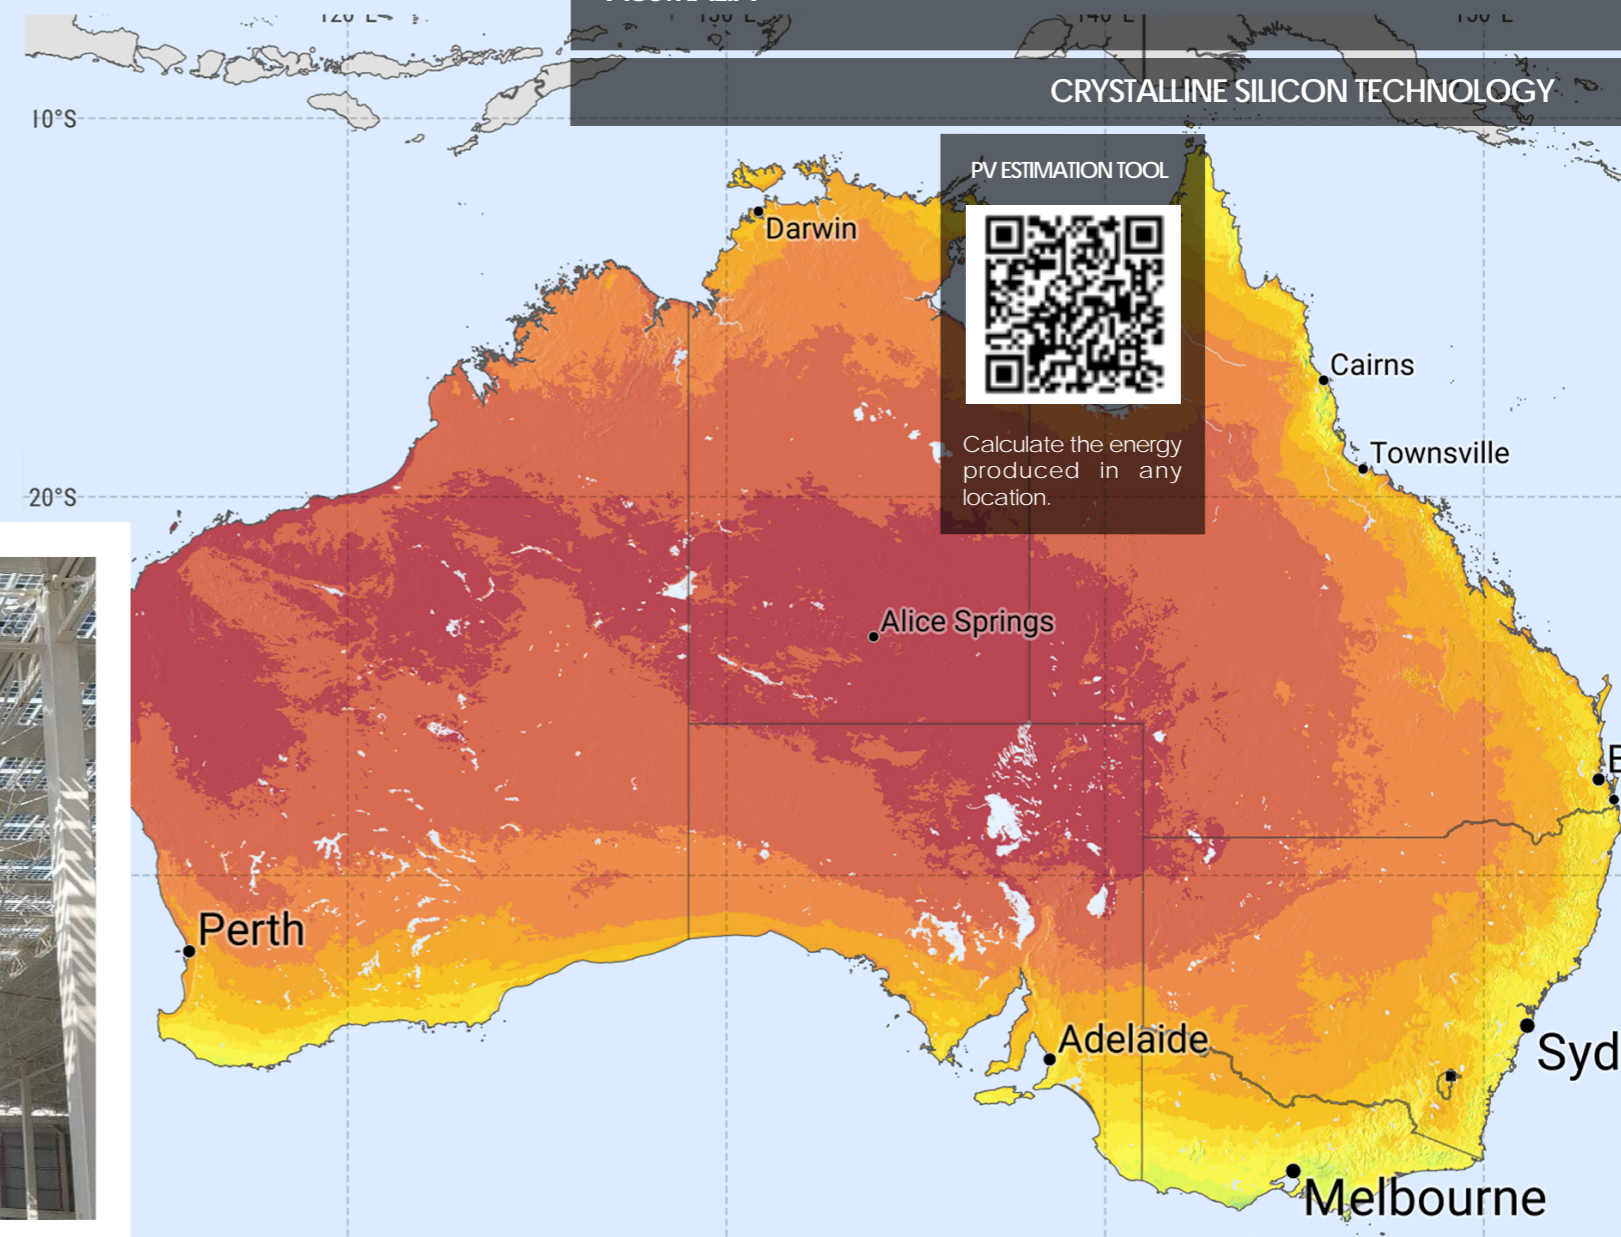 CRYSTALLINE SILICON TECHNOLOGY
10°S
PV ESTIMATION TOOL
Darwin
Cairns
Calculate the energy
produced in any
location.
Townsville
20°S
Alice Springs
Perth
Adelaide
Syd
Melbourne